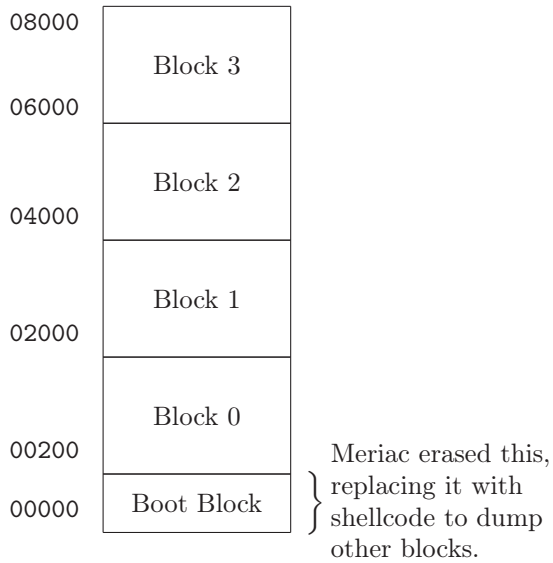 08000
Block 3
06000
Block 2
04000
Block 1
02000
Block 0
00200
Boot Block
00000
Meriac erased this,
replacing it with
shellcode to dump
other blocks.